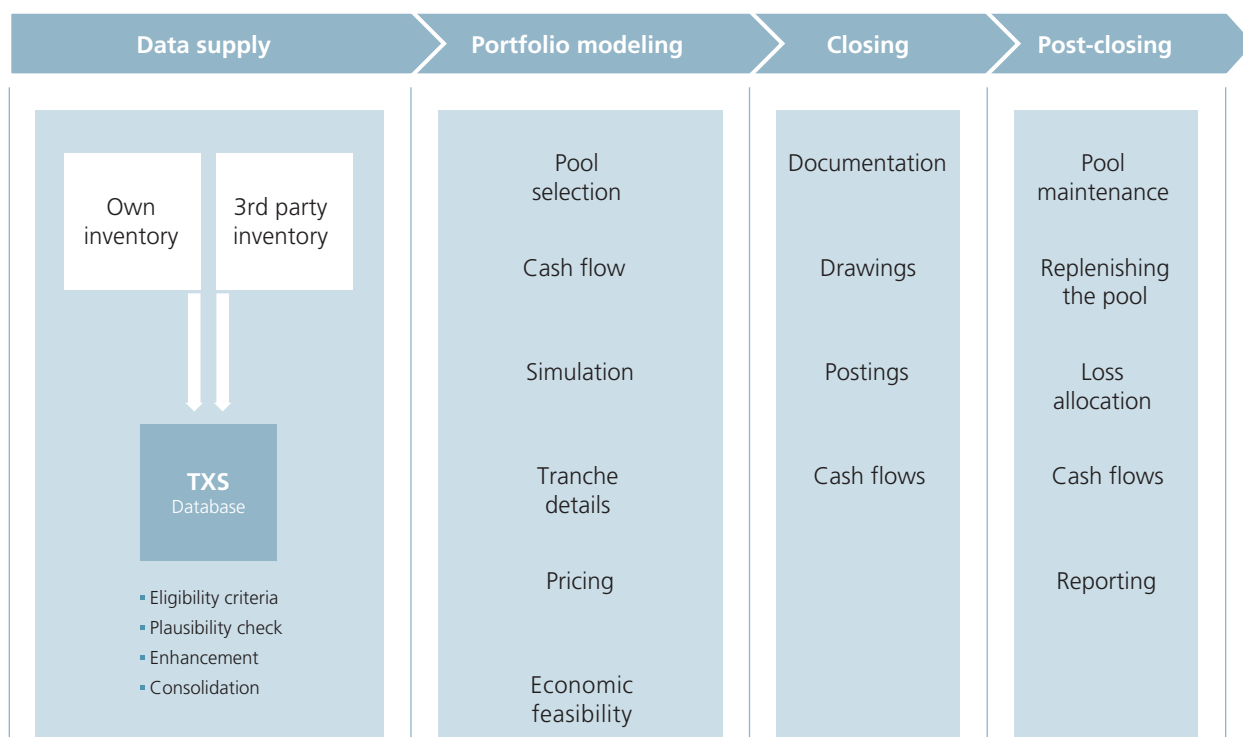 Data supply
Portfolio modeling
Closing
Post-closing
Own
inventory
3rd party
inventory
TXS
Database
▪ Eligibility criteria
▪ Plausibility check
▪ Enhancement
▪ Consolidation
Pool
selection
Cash flow
Simulation
Tranche
details
Pricing
Economic
feasibility
Documentation
Drawings
Postings
Cash flows
Pool
maintenance
Replenishing
the pool
Loss
allocation
Cash flows
Reporting